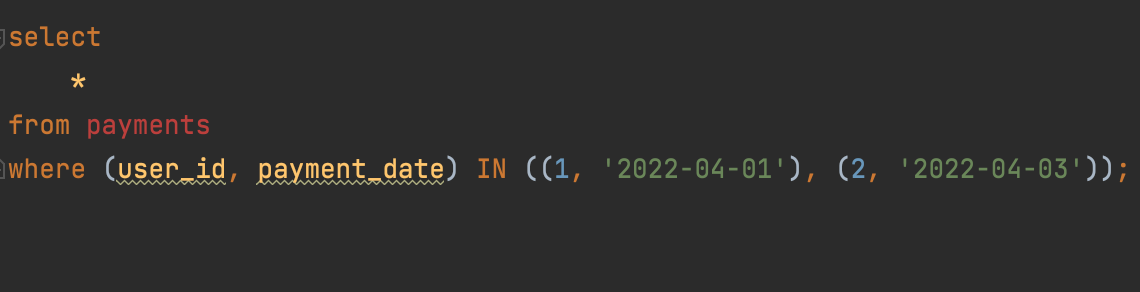 select
    *
from payments
where (user_id, payment_date) IN ((1, '2022-04-01'), (2, '2022-04-03'));